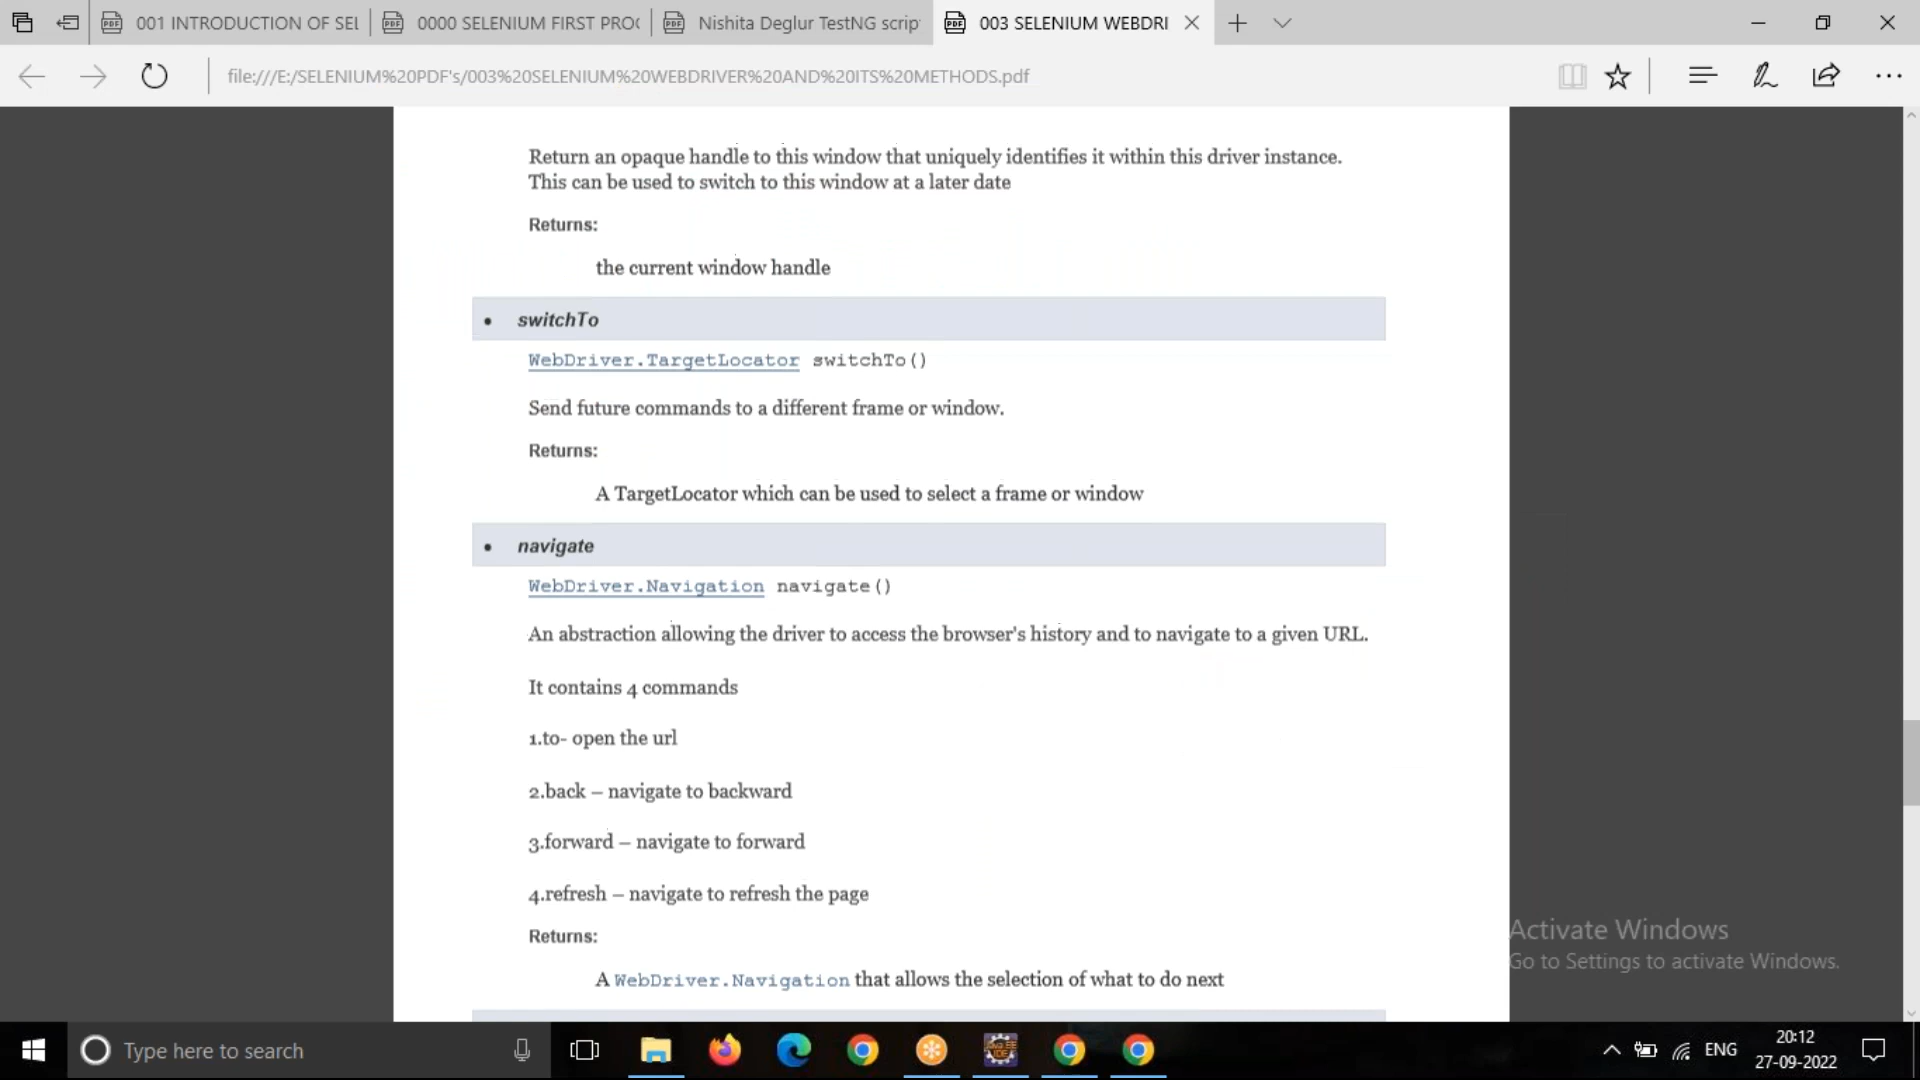 001 INTRODUCTION OF SEL
0000 SELENIUM FIRST PROG
Nishita Deglur TestNG scrip
003 SELENIUM WEBDRI
file:///E:/SELENIUM%20PDF's/003%20SELENIUM%20WEBDRIVER%20AND%20ITS%20METHODS.pdf
Return an opaque handle to this window that uniquely identifies it within this driver instance.
This can be used to switch to this window at a later date
Returns:
the current window handle
• switchTo
WebDriver.TargetLocator switchTo()
Send future commands to a different frame or window.
Returns:
A TargetLocator which can be used to select a frame or window
• navigate
WebDriver.Navigation navigate()
An abstraction allowing the driver to access the browser's history and to navigate to a given URL.
It contains 4 commands
1.to- open the url
2.back – navigate to backward
3.forward – navigate to forward
4.refresh – navigate to refresh the page
Returns:
A WebDriver.Navigation that allows the selection of what to do next
Activate Windows
Go to Settings to activate Windows.
Type here to search
ENG
20:12
27-09-2022